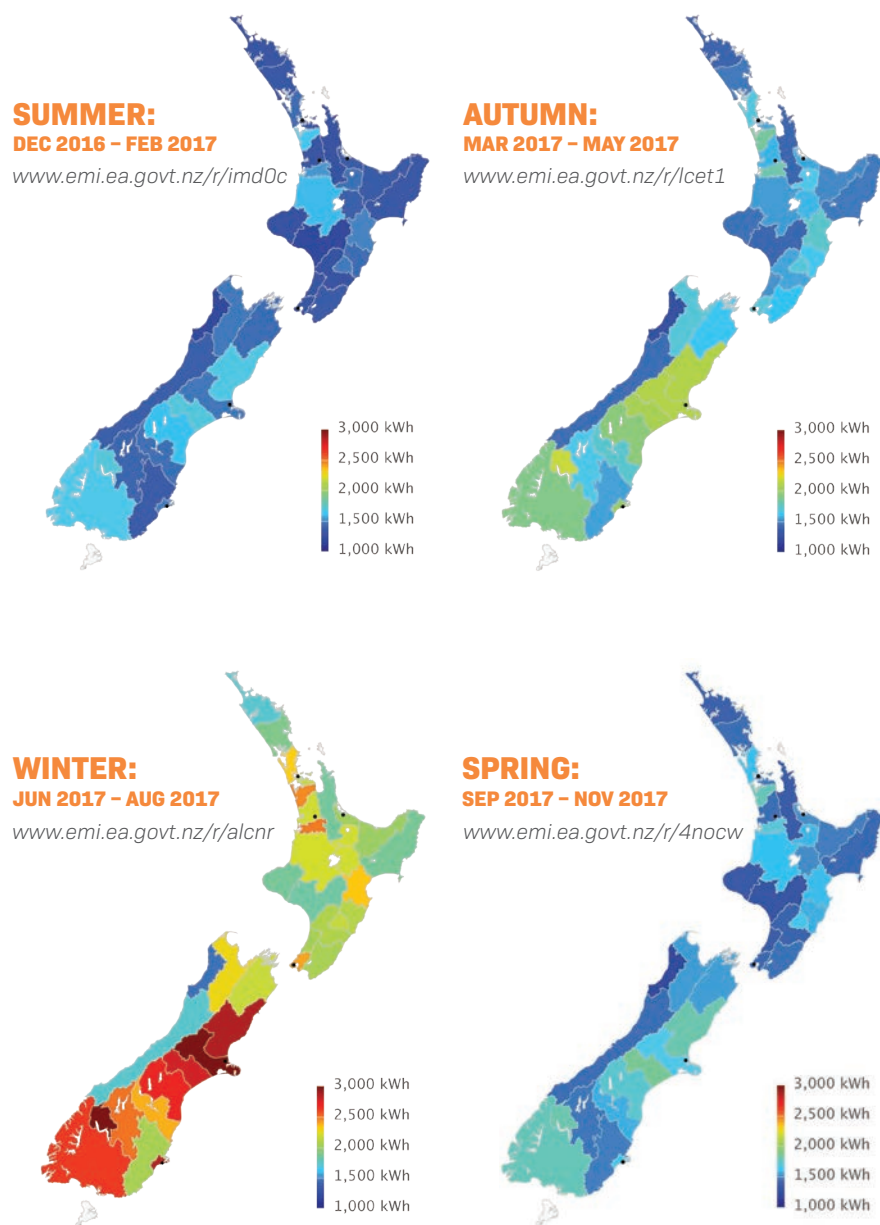 SUMMER:
DEC 2016 – FEB 2017
www.emi.ea.govt.nz/r/imd0c
3,000 kWh
2,500 kWh
2,000 kWh
1,500 kWh
1,000 kWh
AUTUMN:
MAR 2017 – MAY 2017
www.emi.ea.govt.nz/r/lcet1
3,000 kWh
2,500 kWh
2,000 kWh
1,500 kWh
1,000 kWh
WINTER:
JUN 2017 – AUG 2017
www.emi.ea.govt.nz/r/alcnr
3,000 kWh
2,500 kWh
2,000 kWh
1,500 kWh
1,000 kWh
SPRING:
SEP 2017 – NOV 2017
www.emi.ea.govt.nz/r/4nocw
3,000 kWh
2,500 kWh
2,000 kWh
1,500 kWh
1,000 kWh